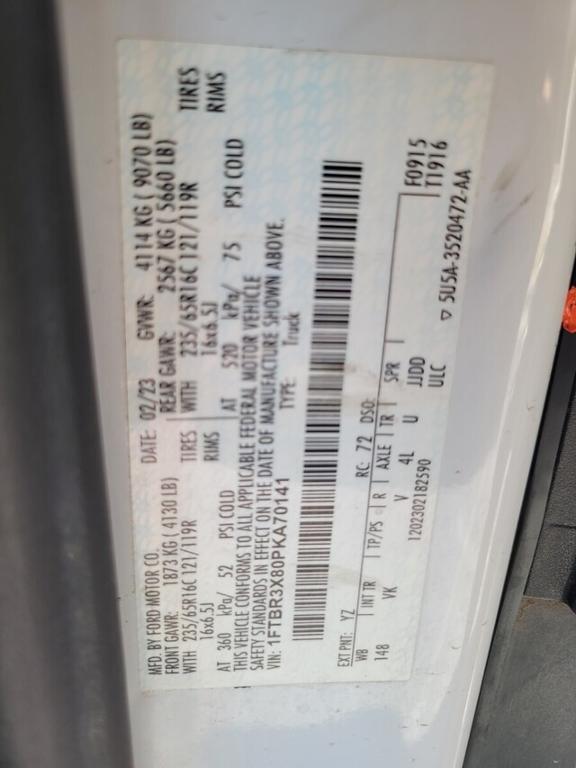 MFD. BY FORD MOTOR CO. DATE: 02/23 GVWR: 4114 KG ( 9070 LB)
FRONT GAWR: 1873 KG ( 4130 LB) REAR GAWR: 2567 KG ( 5660 LB)
WITH 235/65R16C 121/119R TIRES WITH 235/65R16C 121/119R TIRES
16x6.5J RIMS 16x6.5J RIMS
AT 360 kPa/ 52 PSI COLD AT 520 kPa/ 75 PSI COLD
THIS VEHICLE CONFORMS TO ALL APPLICABLE FEDERAL MOTOR VEHICLE
SAFETY STANDARDS IN EFFECT ON THE DATE OF MANUFACTURE SHOWN ABOVE.
VIN: 1FTBR3X80PKA70141 TYPE: Truck
EXT PNT: YZ RC: 72 DSO: F0915
WB INT TR TP/PS R AXLE TR SPR T1916
148 VK V 4L U JJDD
1202302182590 ULC
▽ 5U5A-3520472-AA